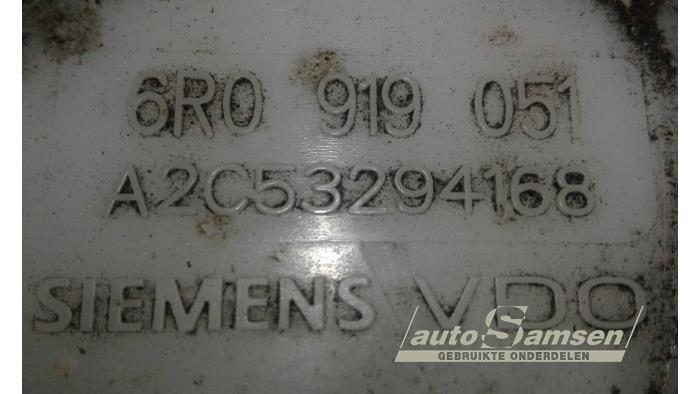 6R0 919 051
A2C53294168
SIEMENS VDO
autoSamsen
GEBRUIKTE ONDERDELEN